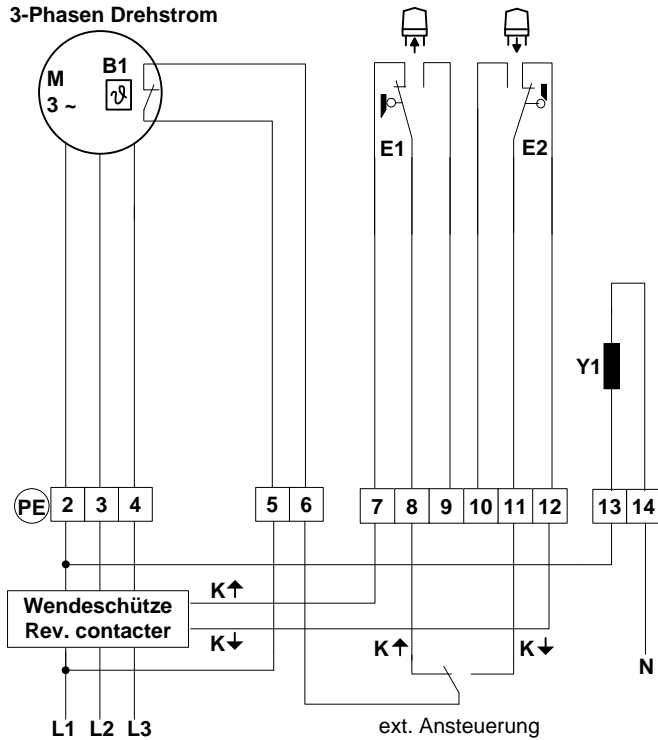 3-Phasen Drehstrom
M
3 ~
B1
ϑ
E1
E2
Y1
PE
2 3 4
5 6
7 8 9 10 11 12
13 14
Wendeschütze
Rev. contacter
K↑
K↓
K↑
K↓
N
L1 L2 L3
ext. Ansteuerung